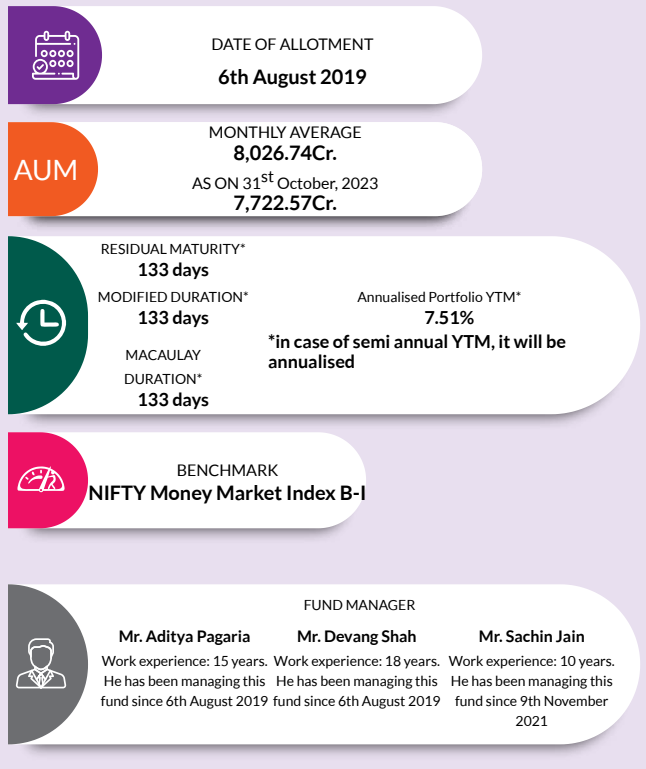 DATE OF ALLOTMENT
6th August 2019
AUM
MONTHLY AVERAGE
8,026.74Cr.
AS ON 31st October, 2023
7,722.57Cr.
RESIDUAL MATURITY*
133 days
MODIFIED DURATION*
133 days
MACAULAY
DURATION*
133 days
Annualised Portfolio YTM*
7.51%
*in case of semi annual YTM, it will be
annualised
BENCHMARK
NIFTY Money Market Index B-I
FUND MANAGER
Mr. Aditya Pagaria
Work experience: 15 years.
He has been managing this
fund since 6th August 2019
Mr. Devang Shah
Work experience: 18 years.
He has been managing this
fund since 6th August 2019
Mr. Sachin Jain
Work experience: 10 years.
He has been managing this
fund since 9th November
2021